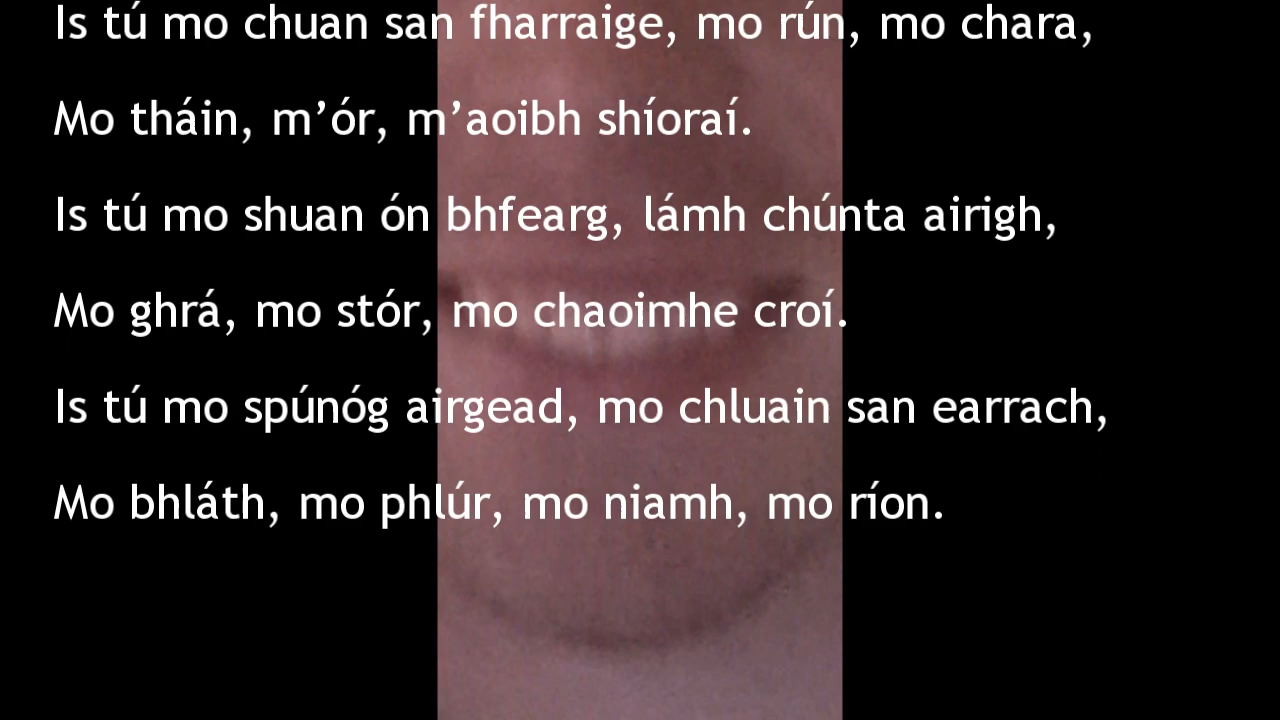 Is tú mo chuan san fharraige, mo rún, mo chara,
Mo tháin, m’ór, m’aoibh shíoraí.
Is tú mo shuan ón bhfearg, lámh chúnta airigh,
Mo ghrá, mo stór, mo chaoimhe croí.
Is tú mo spúnóg airgead, mo chluain san earrach,
Mo bhláth, mo phlúr, mo niamh, mo ríon.